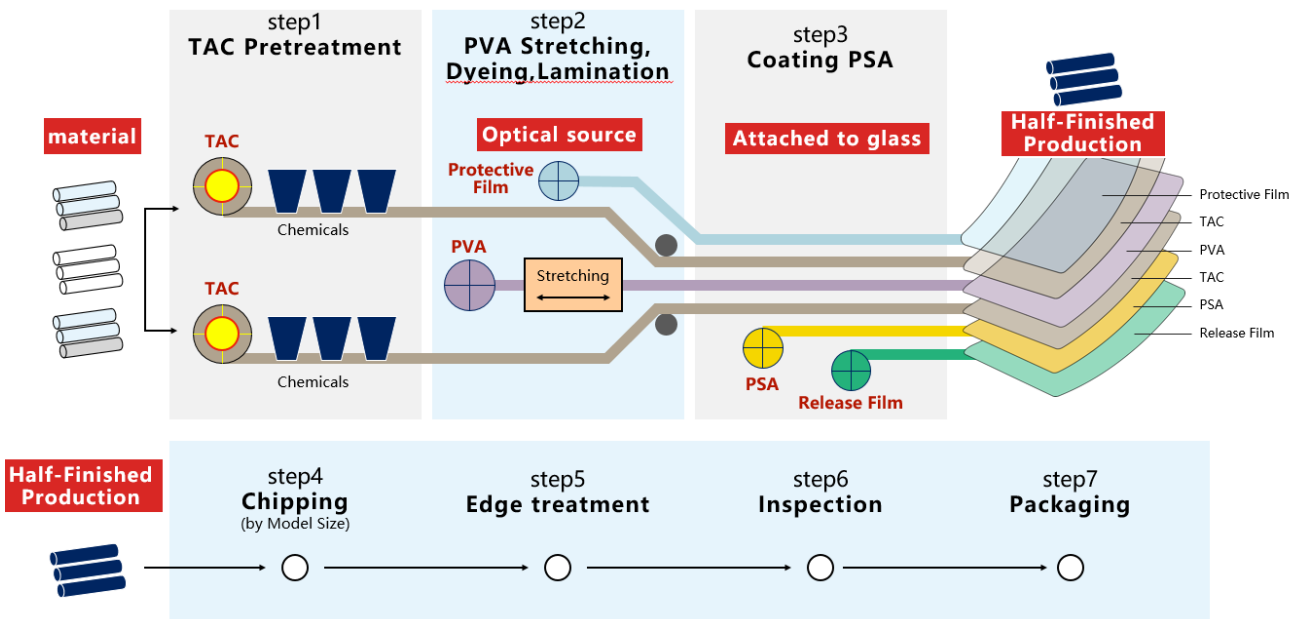 step1
TAC Pretreatment
step2
PVA Stretching,
Dyeing,Lamination
step3
Coating PSA
material
TAC
Chemicals
TAC
Chemicals
Optical source
Protective
Film
PVA
Stretching
Attached to glass
PSA
Release Film
Half-Finished
Production
Protective Film
TAC
PVA
TAC
PSA
Release Film
Half-Finished
Production
step4
Chipping
(by Model Size)
step5
Edge treatment
step6
Inspection
step7
Packaging